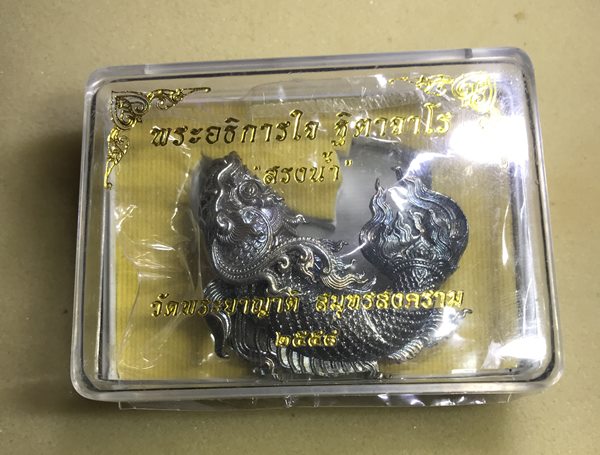 พระอธิการใจ ฐิตาจาโร
"สรงน้ำ"
วัดพระยาญาติ สมุทรสงคราม
๒๕๕๔